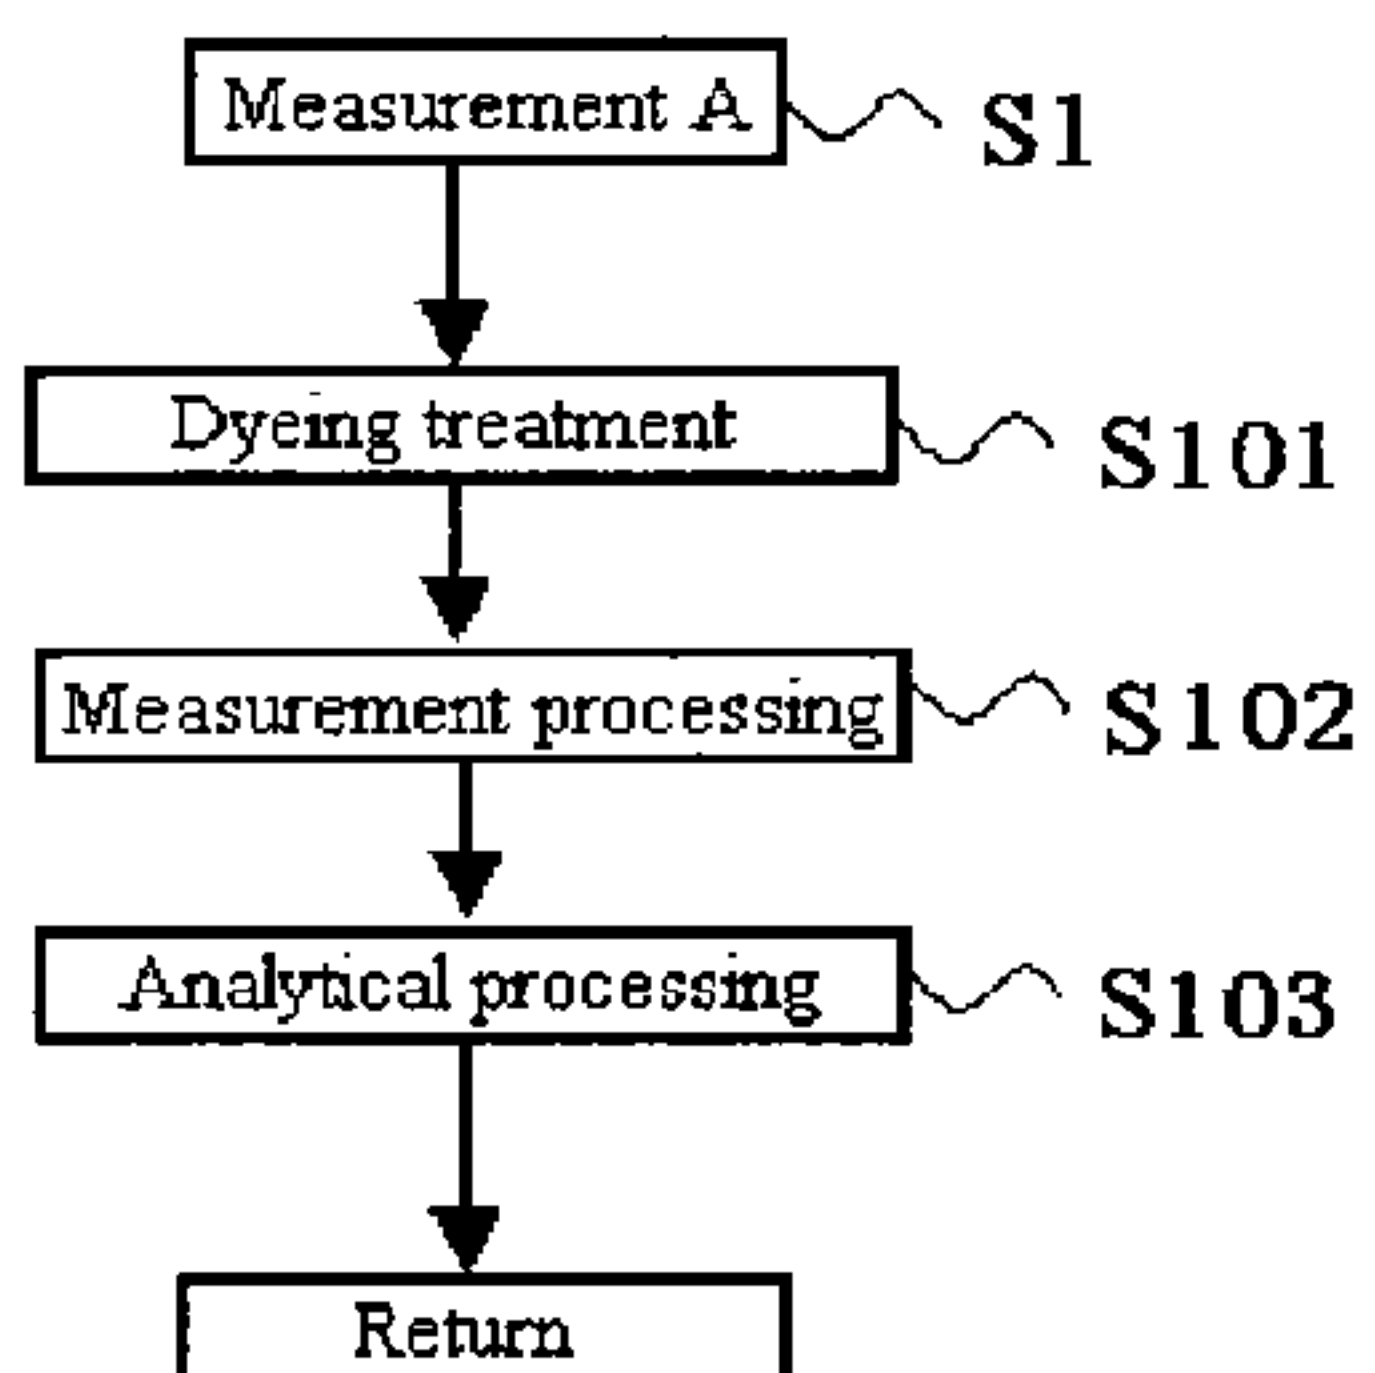 Measurement A S1
Dyeing treatment S101
Measurement processing S102
Analytical processing S103
Return